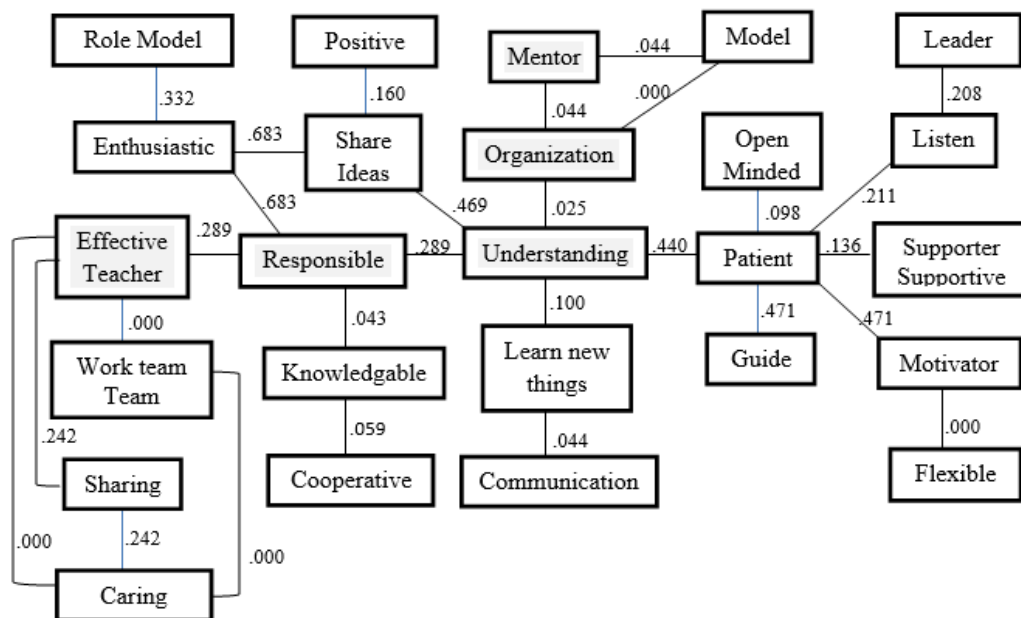 Role Model
Positive
Mentor
.044
Model
Leader
.332
.160
.044
.000
.208
Enthusiastic
.683
Share
Ideas
Organization
Open
Minded
Listen
.683
.469
.025
.098
.211
Effective
Teacher
.289
Responsible
.289
Understanding
.440
Patient
.136
Supporter
Supportive
.000
.043
.100
.471
.471
Work team
Team
Knowledgable
Learn new
things
Guide
Motivator
.242
.059
.044
.000
Sharing
Cooperative
Communication
Flexible
.000
.242
.000
Caring